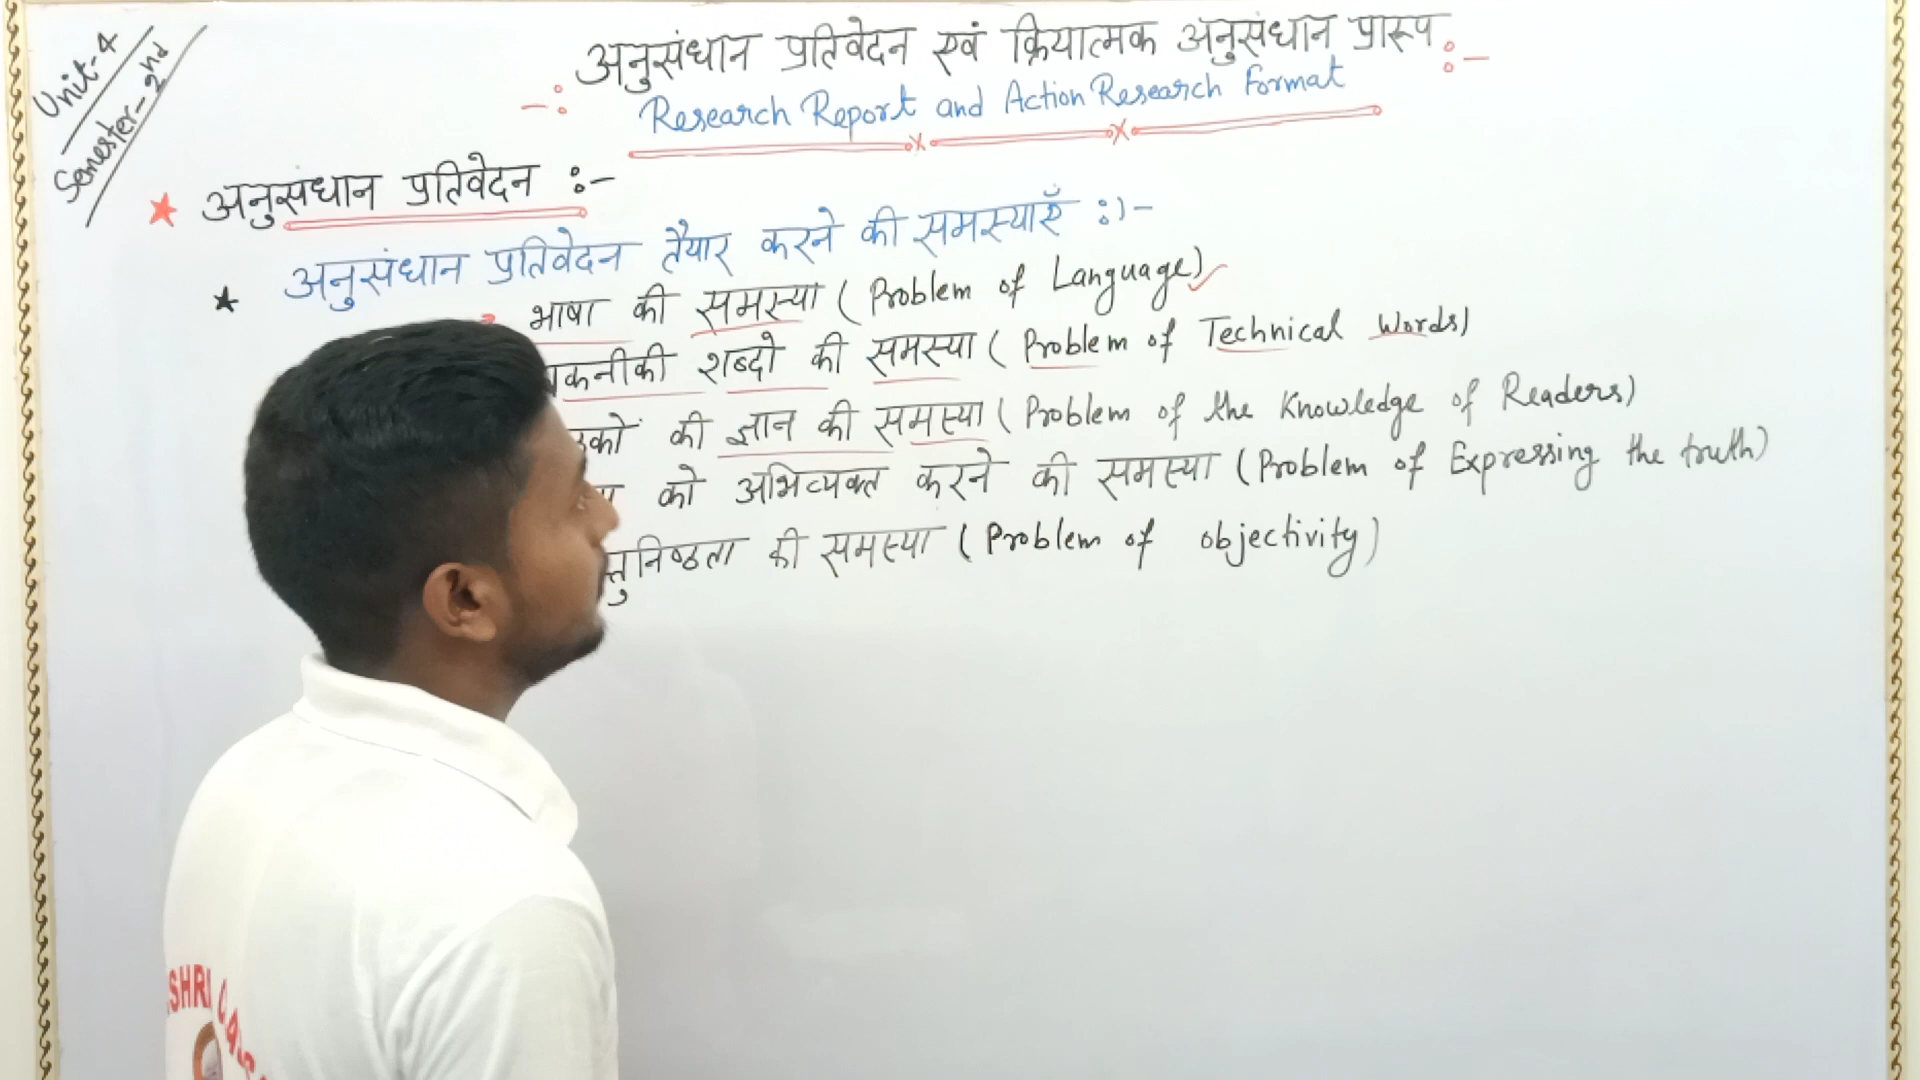 Unit-4
Semester-2nd
-: अनुसंधान प्रतिवेदन एवं क्रियात्मक अनुसंधान प्रारूप :-
Research Report and Action Research Format
★ अनुसंधान प्रतिवेदन :-
★ अनुसंधान प्रतिवेदन तैयार करने की समस्याएँ :)-
भाषा की समस्या (Problem of Language)
शब्दो की समस्या (Problem of Technical Words)
की ज्ञान की समस्या (Problem of the Knowledge of Readers)
को अभिव्यक्त करने की समस्या (Problem of Expressing the truth)
की समस्या (Problem of objectivity)
SHRI